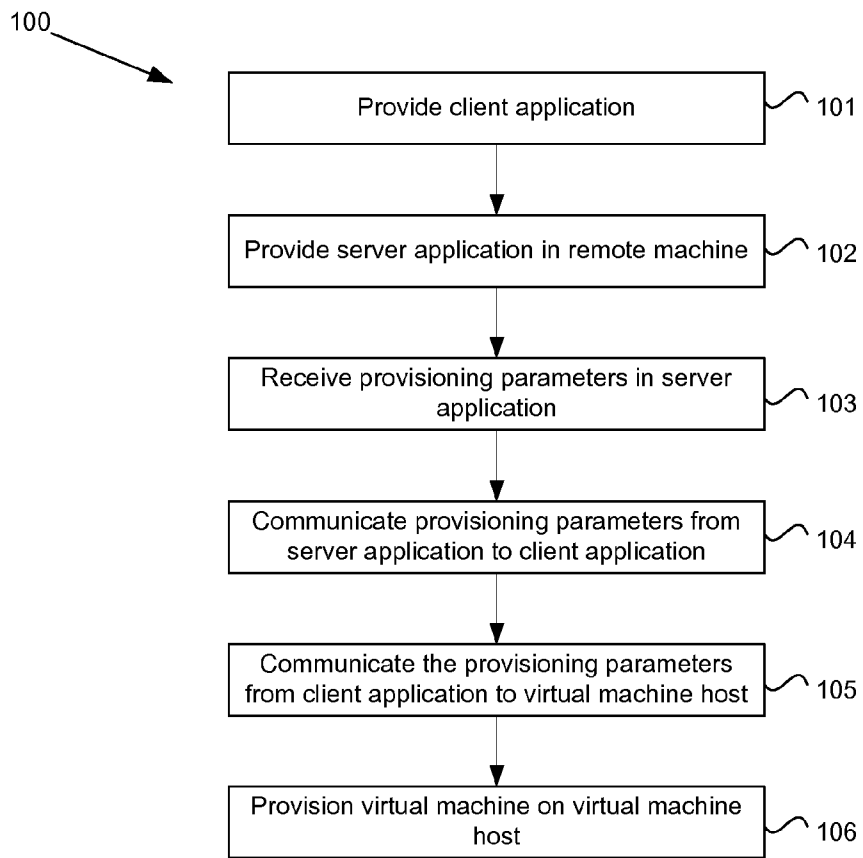 100
Provide client application
101
Provide server application in remote machine
102
Receive provisioning parameters in server
application
103
Communicate provisioning parameters from
server application to client application
104
Communicate the provisioning parameters
from client application to virtual machine host
105
Provision virtual machine on virtual machine
host
106